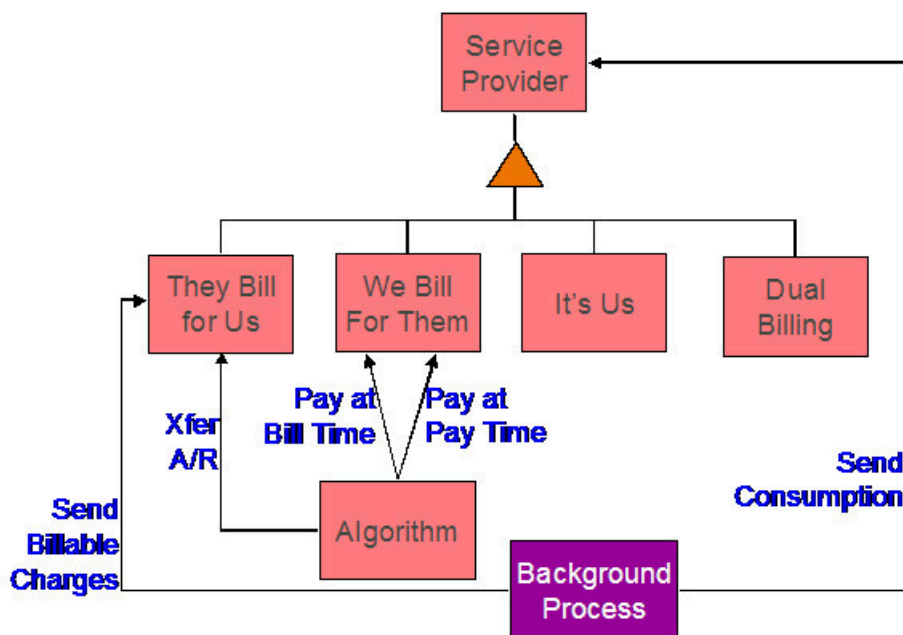 Service
Provider
They Bill
for Us
We Bill
For Them
It's Us
Dual
Billing
Xfer
A/R
Pay at
Bill Time
Pay at
Pay Time
Send
Consumption
Send
Billable
Charges
Algorithm
Background
Process